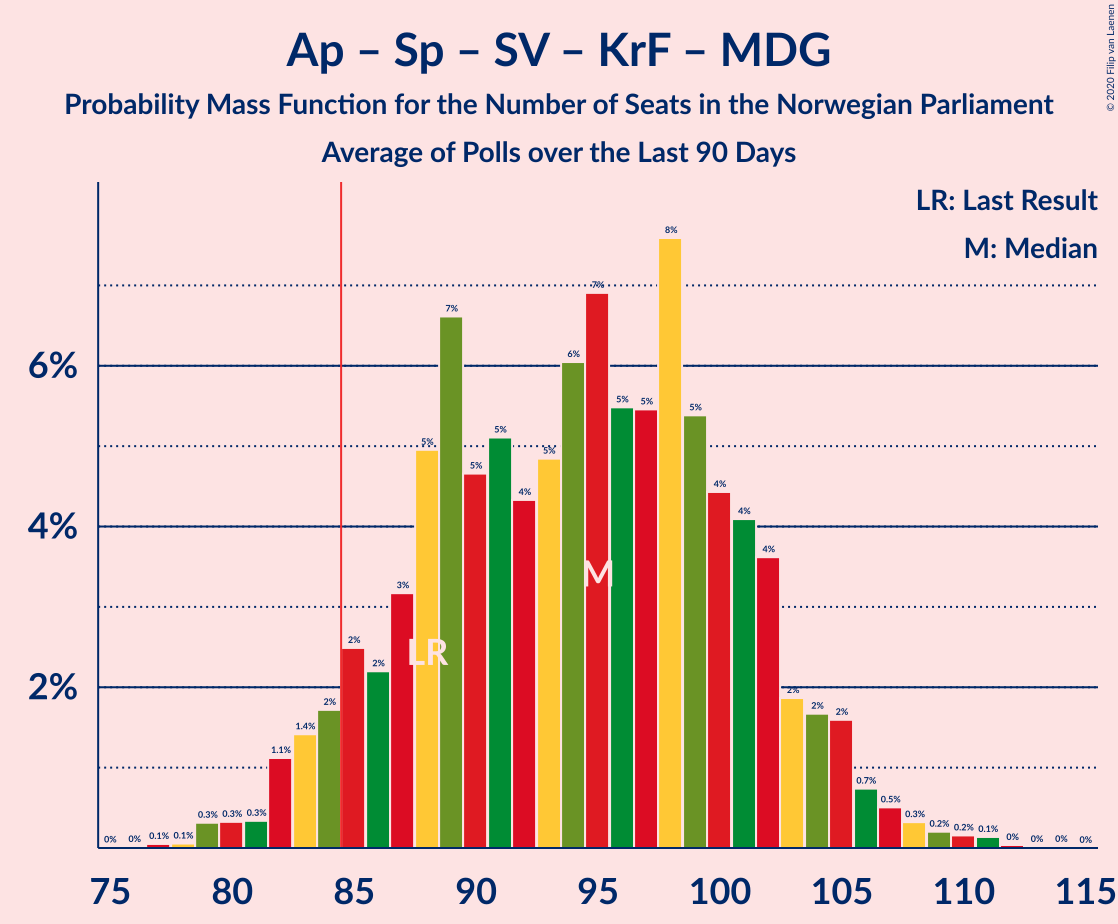 Ap – Sp – SV – KrF – MDG
Probability Mass Function for the Number of Seats in the Norwegian Parliament
Average of Polls over the Last 90 Days
© 2020 Filip van Laenen
LR: Last Result
M: Median
6%
4%
2%
0% 0% 0.1% 0.1% 0.3% 0.3% 0.3% 1.1% 1.4% 2% 2% 2% 3% 5% 7% 5% 5% 4% 5% 6% 7% 5% 5% 8% 5% 4% 4% 4% 2% 2% 2% 0.7% 0.5% 0.3% 0.2% 0.2% 0.1% 0% 0% 0% 0%
M
LR
75 80 85 90 95 100 105 110 115